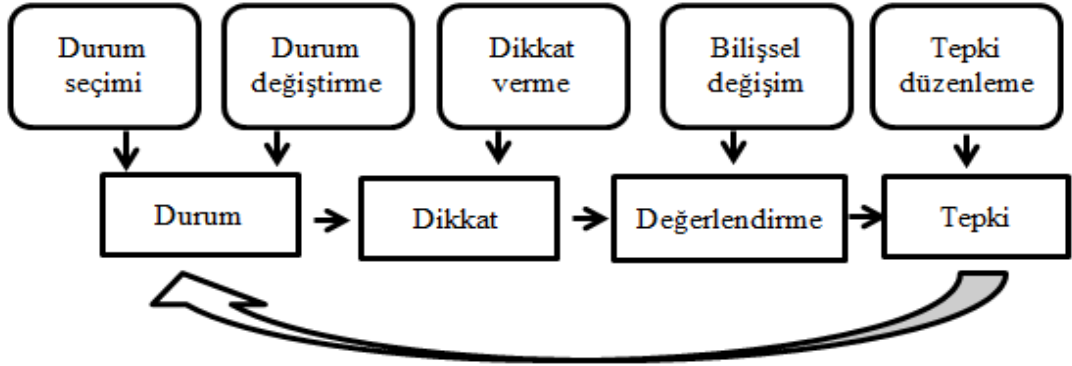 Durum
seçimi
Durum
değiştirme
Dikkat
verme
Bilişsel
değişim
Tepki
düzenleme
Durum
Dikkat
Değerlendirme
Tepki